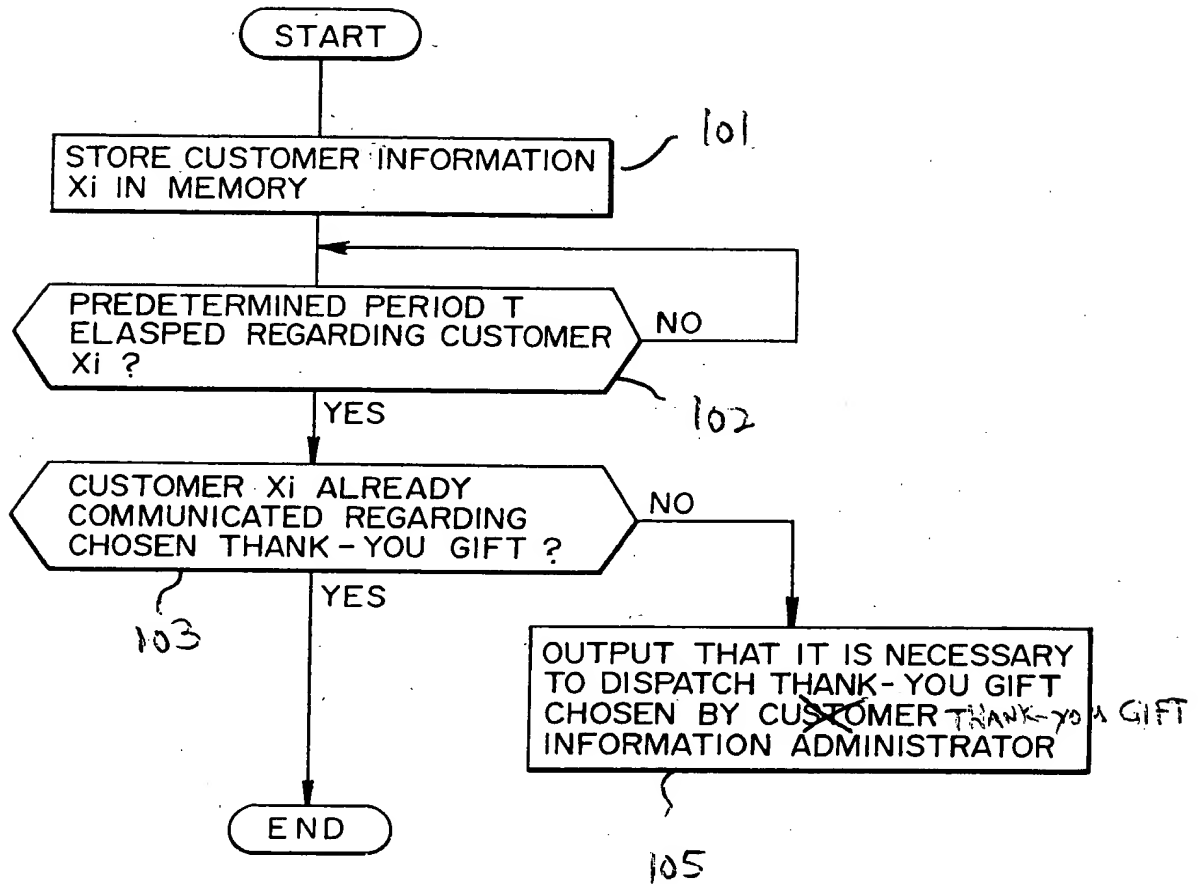 START
STORE CUSTOMER INFORMATION
Xi IN MEMORY
101
PREDETERMINED PERIOD T
ELASPED REGARDING CUSTOMER
Xi ?
NO
102
YES
CUSTOMER Xi ALREADY
COMMUNICATED REGARDING
CHOSEN THANK-YOU GIFT ?
NO
103
YES
OUTPUT THAT IT IS NECESSARY
TO DISPATCH THANK-YOU GIFT
CHOSEN BY CUSTOMER THANK-YOU GIFT
INFORMATION ADMINISTRATOR
105
END